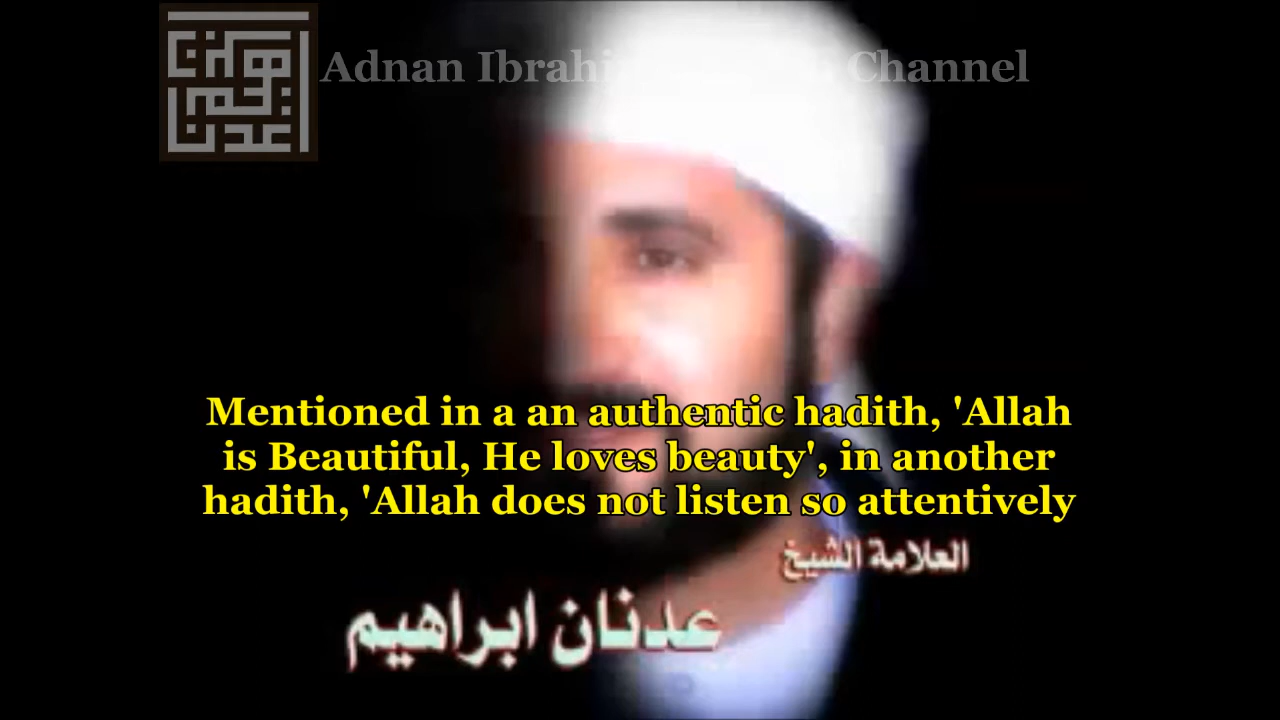 Adnan Ibrahim Channel
Mentioned in a an authentic hadith, 'Allah
is Beautiful, He loves beauty', in another
hadith, 'Allah does not listen so attentively
العلامة الشيخ
عدنان ابراهيم